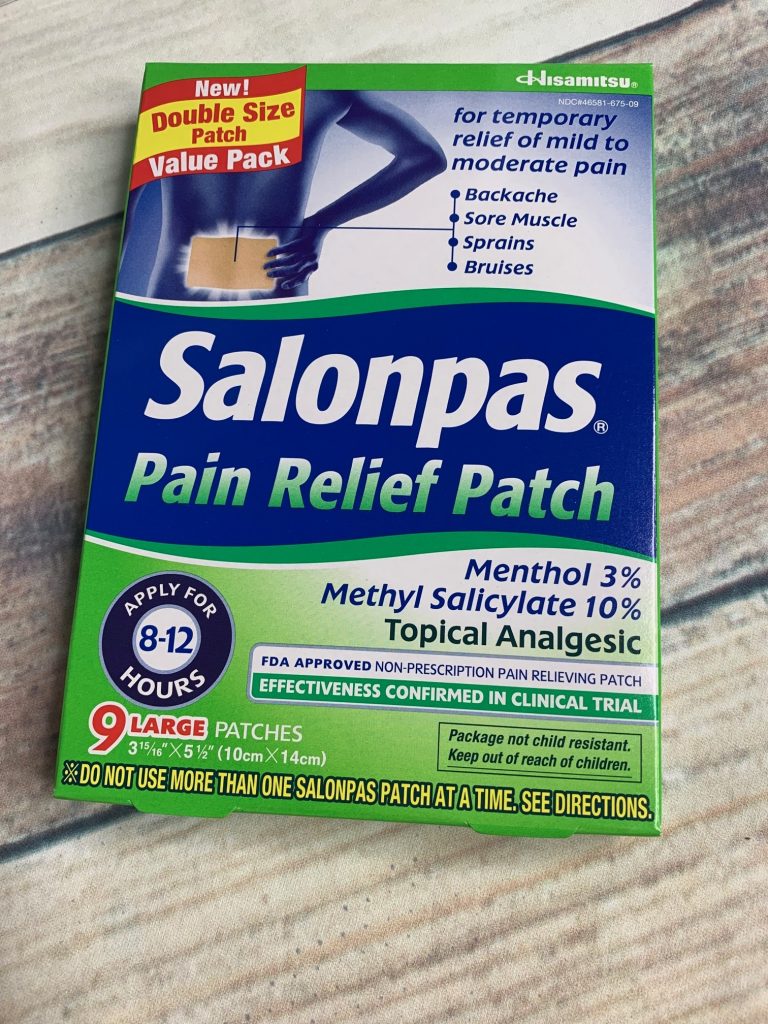 New!
Double Size
Patch
Value Pack
Hisamitsu®
NDC#46581-675-09
for temporary
relief of mild to
moderate pain
Backache
Sore Muscle
Sprains
Bruises
Salonpas®
Pain Relief Patch
Menthol 3%
Methyl Salicylate 10%
Topical Analgesic
APPLY FOR
8-12
HOURS
FDA APPROVED NON-PRESCRIPTION PAIN RELIEVING PATCH
EFFECTIVENESS CONFIRMED IN CLINICAL TRIAL
9 LARGE PATCHES
3 15/16" X 5 1/2" (10cm X 14cm)
Package not child resistant.
Keep out of reach of children.
※DO NOT USE MORE THAN ONE SALONPAS PATCH AT A TIME. SEE DIRECTIONS.